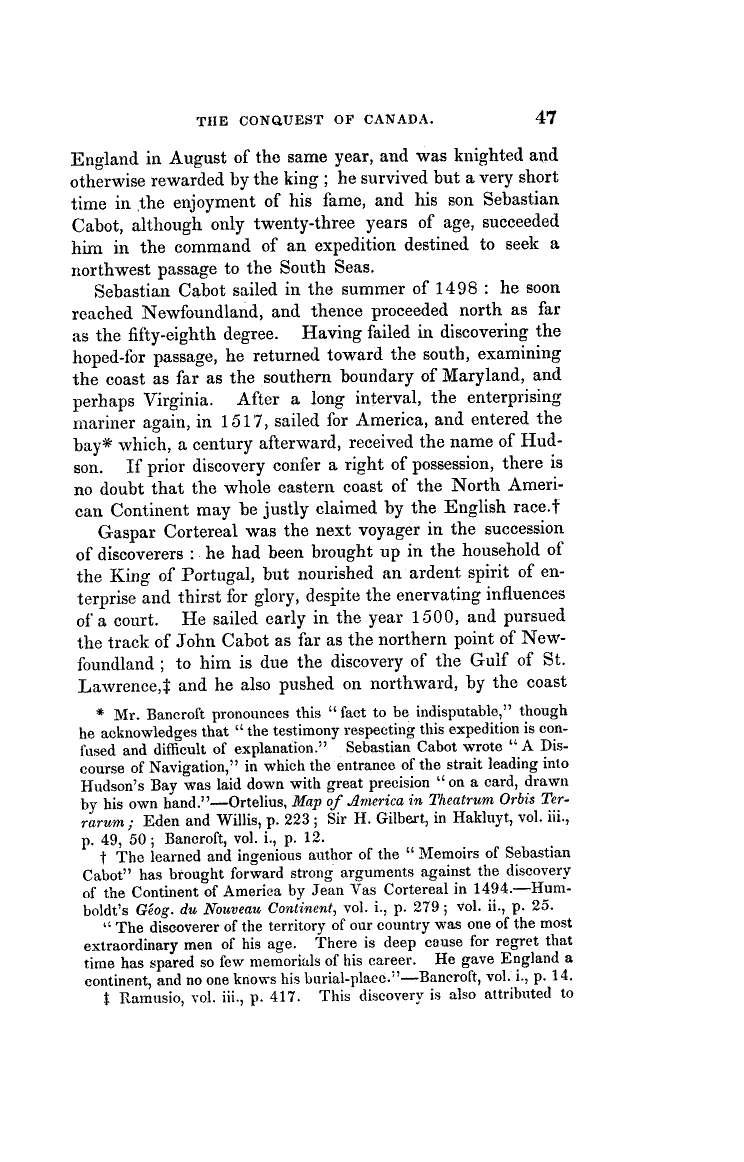 THE CONQUEST OF CANADA. 47
England in August of the same year, and was knighted and
otherwise rewarded by the king ; he survived but a very short
time in the enjoyment of his fame, and his son Sebastian
Cabot, although only twenty-three years of age, succeeded
him in the command of an expedition destined to seek a
northwest passage to the South Seas.
Sebastian Cabot sailed in the summer of 1498 : he soon
reached Newfoundland, and thence proceeded north as far
as the fifty-eighth degree. Having failed in discovering the
hoped-for passage, he returned toward the south, examining
the coast as far as the southern boundary of Maryland, and
perhaps Virginia. After a long interval, the enterprising
mariner again, in 1517, sailed for America, and entered the
bay* which, a century afterward, received the name of Hud-
son. If prior discovery confer a right of possession, there is
no doubt that the whole eastern coast of the North Ameri-
can Continent may be justly claimed by the English race.†
Gaspar Cortereal was the next voyager in the succession
of discoverers : he had been brought up in the household of
the King of Portugal, but nourished an ardent spirit of en-
terprise and thirst for glory, despite the enervating influences
of a court. He sailed early in the year 1500, and pursued
the track of John Cabot as far as the northern point of New-
foundland ; to him is due the discovery of the Gulf of St.
Lawrence,‡ and he also pushed on northward, by the coast
* Mr. Bancroft pronounces this "fact to be indisputable," though
he acknowledges that "the testimony respecting this expedition is con-
fused and difficult of explanation." Sebastian Cabot wrote "A Dis-
course of Navigation," in which the entrance of the strait leading into
Hudson's Bay was laid down with great precision "on a card, drawn
by his own hand."—Ortelius, Map of America in Theatrum Orbis Ter-
rarum ; Eden and Willis, p. 223 ; Sir H. Gilbert, in Hakluyt, vol. iii.,
p. 49, 50 ; Bancroft, vol. i., p. 12.
† The learned and ingenious author of the "Memoirs of Sebastian
Cabot" has brought forward strong arguments against the discovery
of the Continent of America by Jean Vas Cortereal in 1494.—Hum-
boldt's Géog. du Nouveau Continent, vol. i., p. 279 ; vol. ii., p. 25.
"The discoverer of the territory of our country was one of the most
extraordinary men of his age. There is deep cause for regret that
time has spared so few memorials of his career. He gave England a
continent, and no one knows his burial-place."—Bancroft, vol. i., p. 14.
‡ Ramusio, vol. iii., p. 417. This discovery is also attributed to